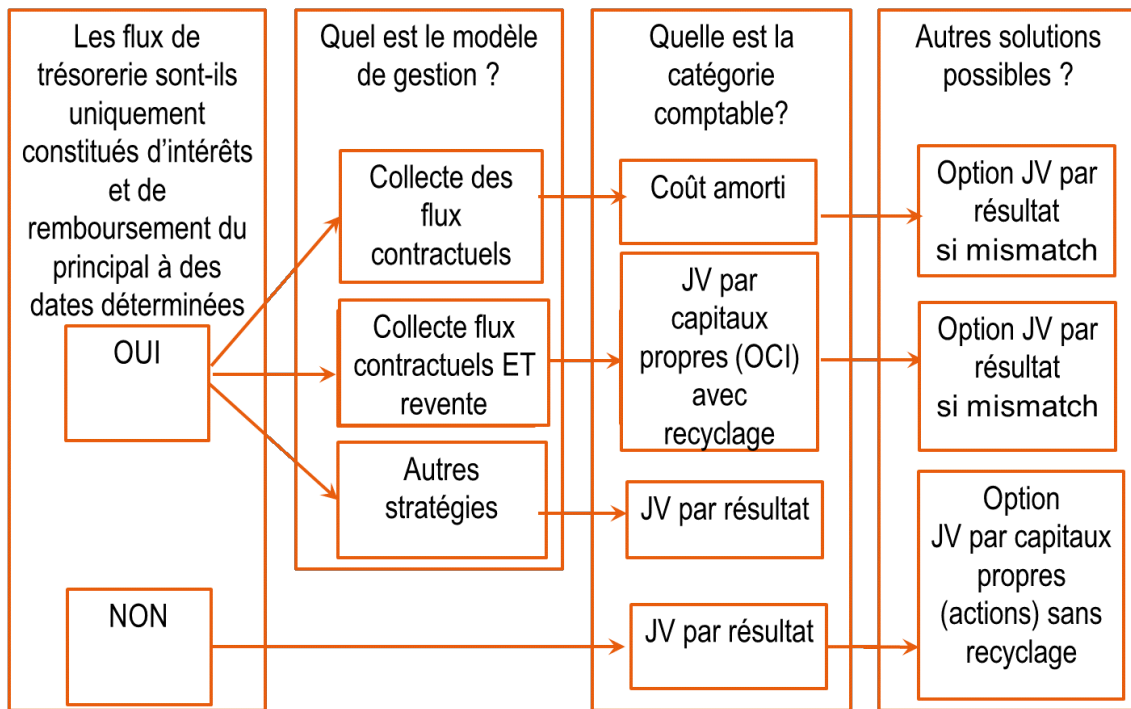 Les flux de
trésorerie sont-ils
uniquement
constitués d'intérêts
et de
remboursement du
principal à des
dates déterminées
OUI
NON
Quel est le modèle
de gestion ?
Collecte des
flux
contractuels
Collecte flux
contractuels ET
revente
Autres
stratégies
Quelle est la
catégorie
comptable?
Coût amorti
JV par
capitaux
propres (OCI)
avec
recyclage
JV par résultat
JV par résultat
Autres solutions
possibles ?
Option JV par
résultat
si mismatch
Option JV par
résultat
si mismatch
Option
JV par capitaux
propres
(actions) sans
recyclage